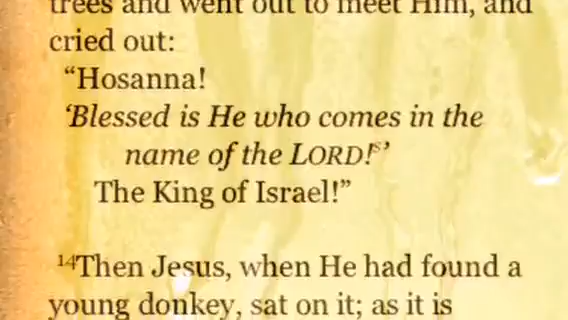 trees and went out to meet Him, and
cried out:
“Hosanna!
‘Blessed is He who comes in the
name of the LORD!’
The King of Israel!”
14Then Jesus, when He had found a
young donkey, sat on it; as it is